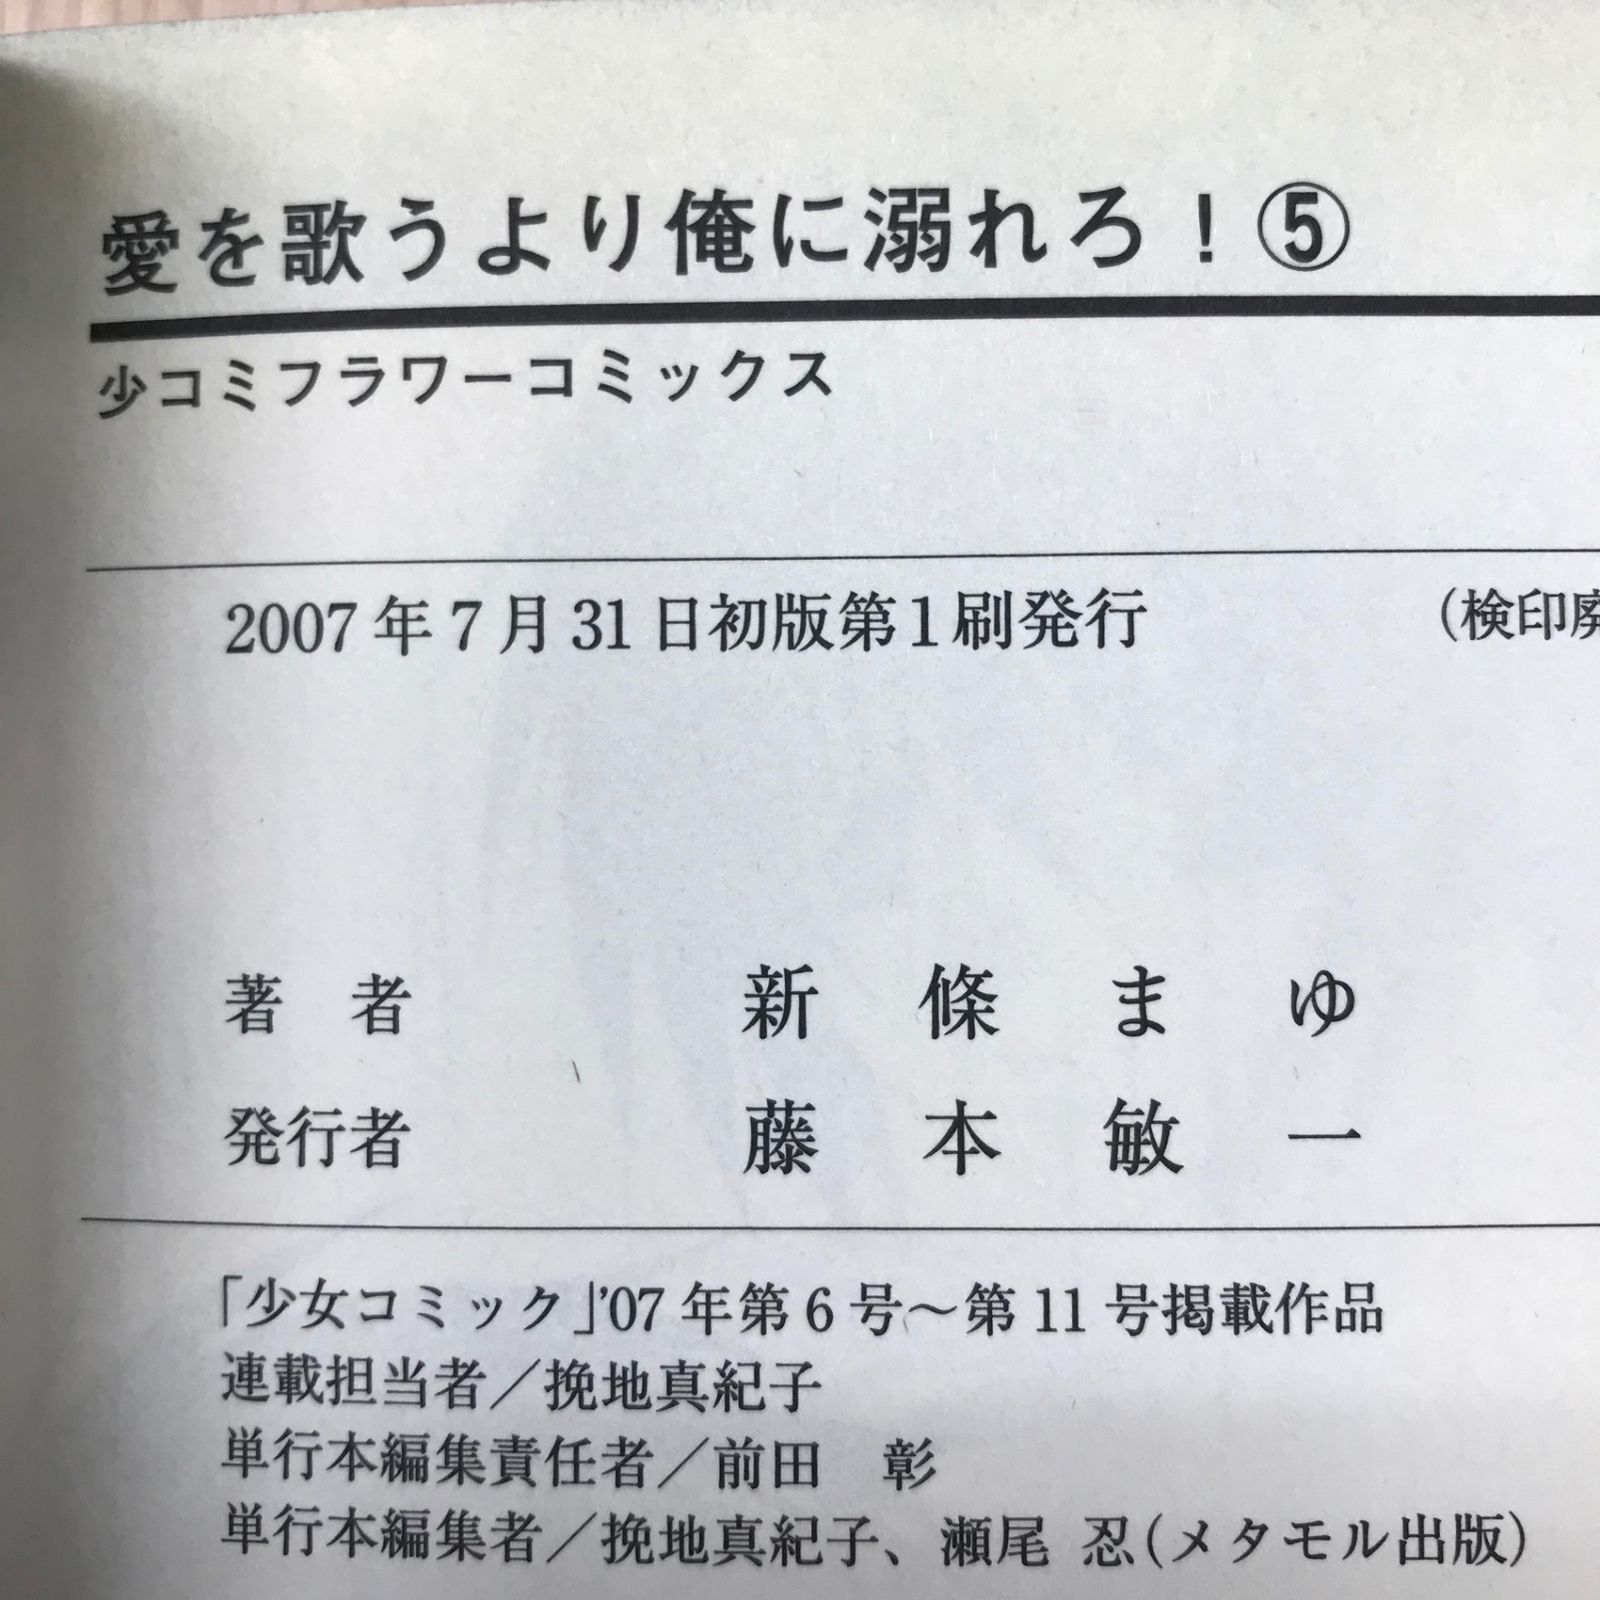 愛を歌うより俺に溺れろ！⑤
少コミフラワーコミックス
2007年7月31日初版第1刷発行　(検印廃
著　者　新條まゆ
発行者　藤本敏一
「少女コミック」'07年第6号～第11号掲載作品
連載担当者／挽地真紀子
単行本編集責任者／前田　彰
単行本編集者／挽地真紀子、瀬尾 忍(メタモル出版)